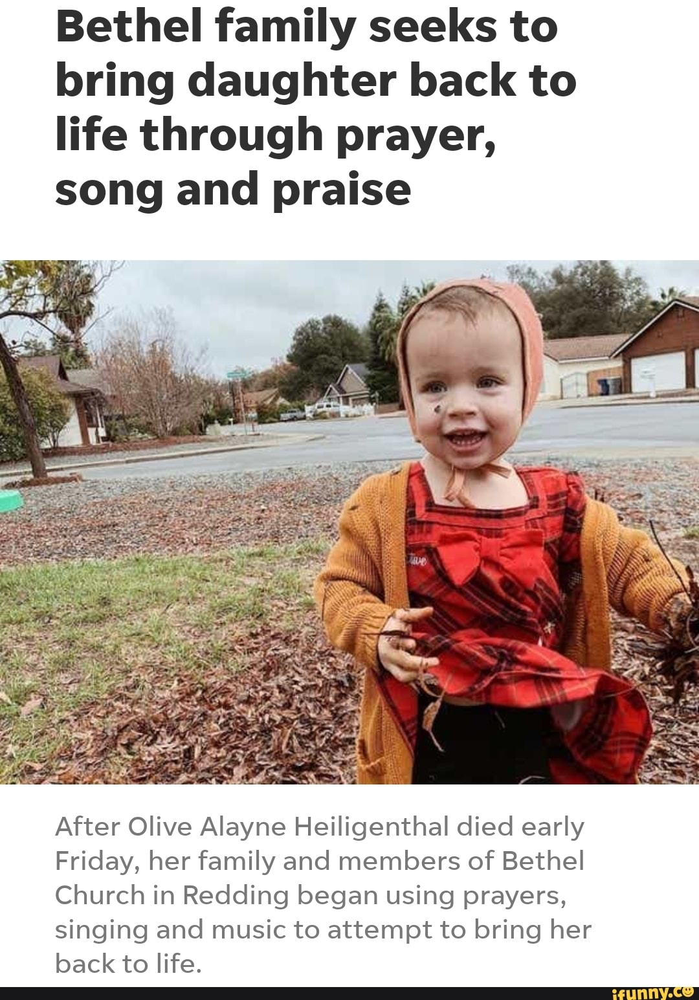 Bethel family seeks to
bring daughter back to
life through prayer,
song and praise
Olive
After Olive Alayne Heiligenthal died early
Friday, her family and members of Bethel
Church in Redding began using prayers,
singing and music to attempt to bring her
back to life.
ifunny.co